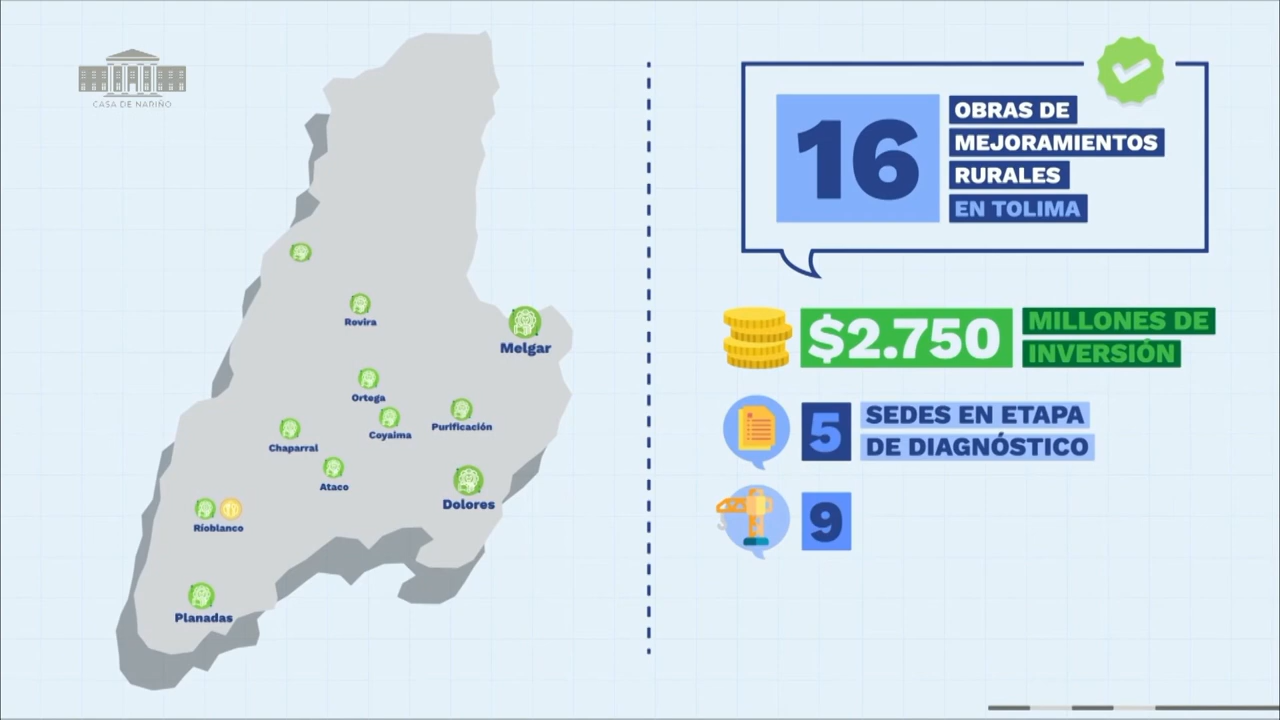 CASA DE NARIÑO
Rovira
Melgar
Ortega
Coyaima
Purificación
Chaparral
Ataco
Dolores
Ríoblanco
Planadas
16
OBRAS DE
MEJORAMIENTOS
RURALES
EN TOLIMA
$2.750
MILLONES DE
INVERSIÓN
5
SEDES EN ETAPA
DE DIAGNÓSTICO
9